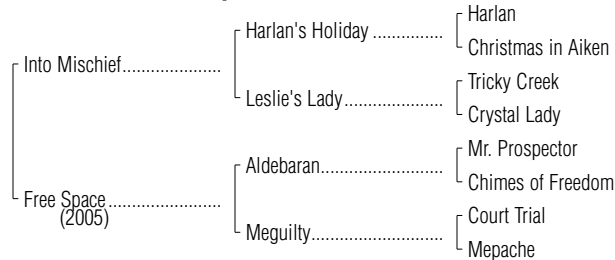 Harlan
Harlan's Holiday ................
Christmas in Aiken
Into Mischief......................
Tricky Creek
Leslie's Lady......................
Crystal Lady
Mr. Prospector
Aldebaran...........................
Chimes of Freedom
Free Space.........................
(2005)
Court Trial
Meguilty..............................
Mepache